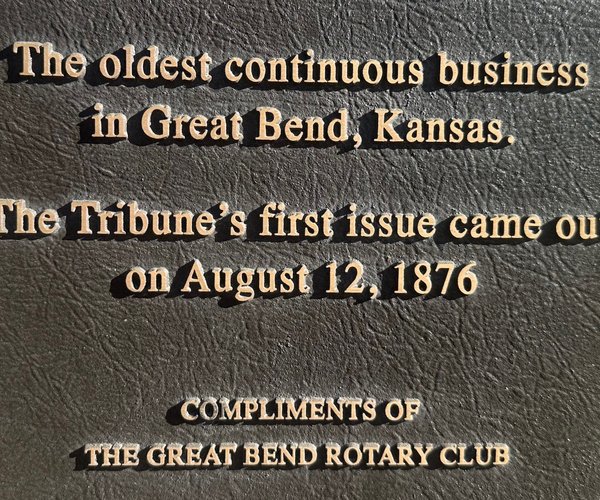 The oldest continuous business
in Great Bend, Kansas.
The Tribune's first issue came ou
on August 12, 1876
COMPLIMENTS OF
THE GREAT BEND ROTARY CLUB